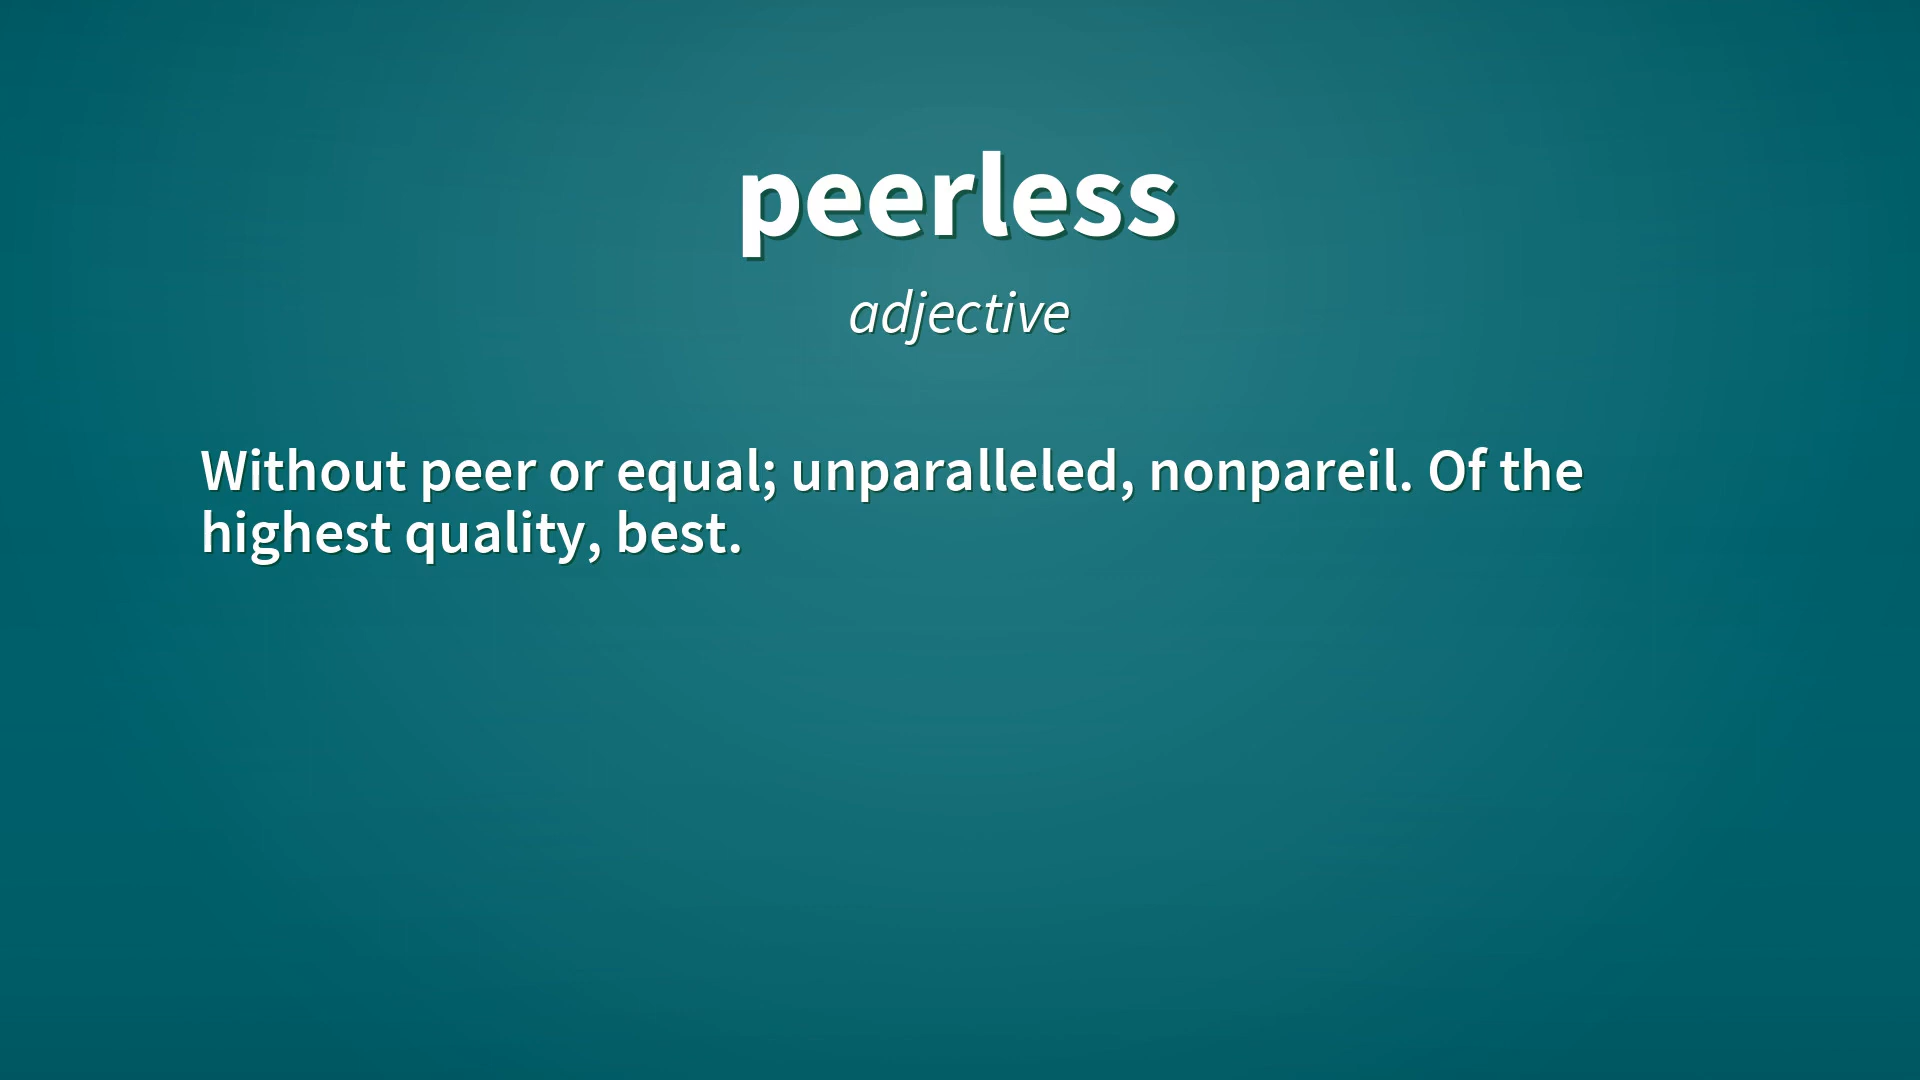 peerless
adjective
Without peer or equal; unparalleled, nonpareil. Of the
highest quality, best.